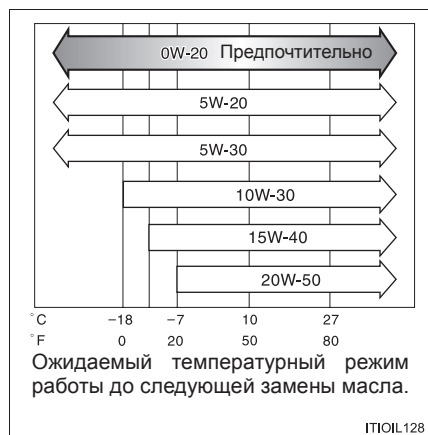 0W-20 Предпочтительно
5W-20
5W-30
10W-30
15W-40
20W-50
°C −18 −7 10 27
°F 0 20 50 80
Ожидаемый температурный режим
работы до следующей замены масла.
ITIOIL128